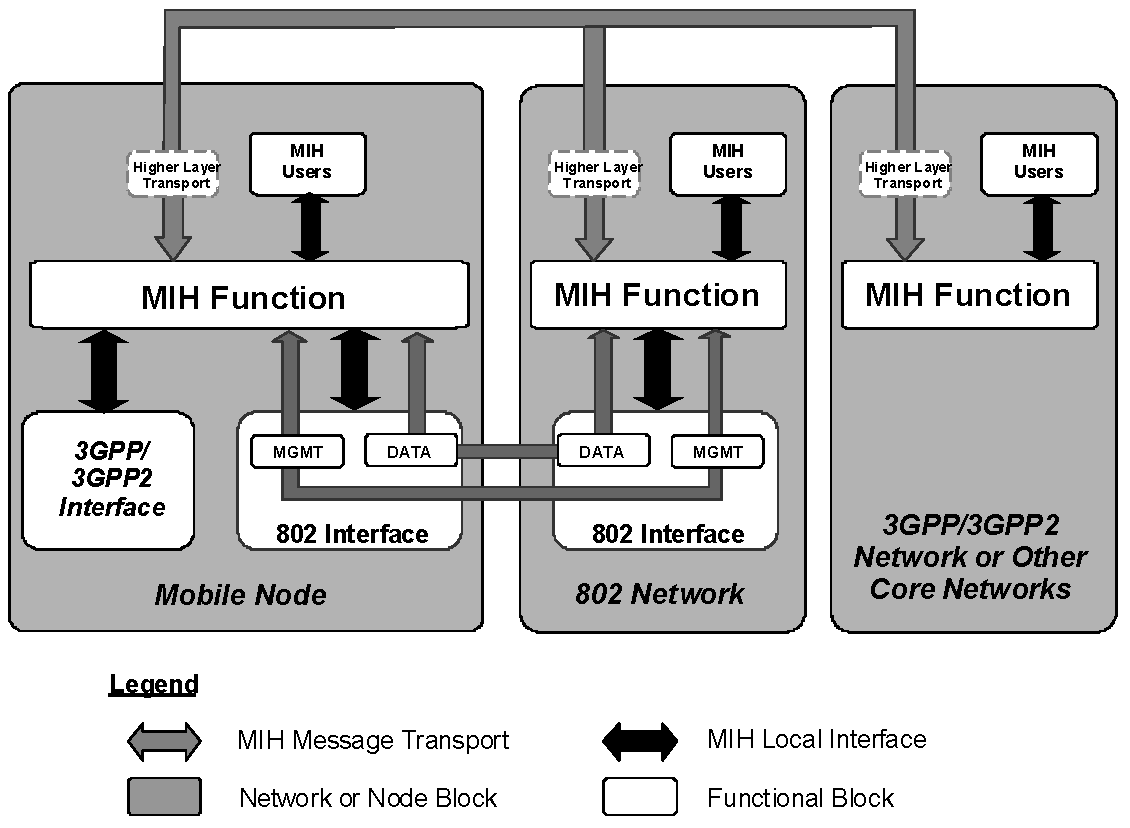 Higher Layer
Transport
MIH
Users
Higher Layer
Transport
MIH
Users
Higher Layer
Transport
MIH
Users
MIH Function
MIH Function
MIH Function
3GPP/
3GPP2
Interface
MGMT
DATA
802 Interface
DATA
MGMT
802 Interface
Mobile Node
802 Network
3GPP/3GPP2
Network or Other
Core Networks
Legend
MIH Message Transport
MIH Local Interface
Network or Node Block
Functional Block